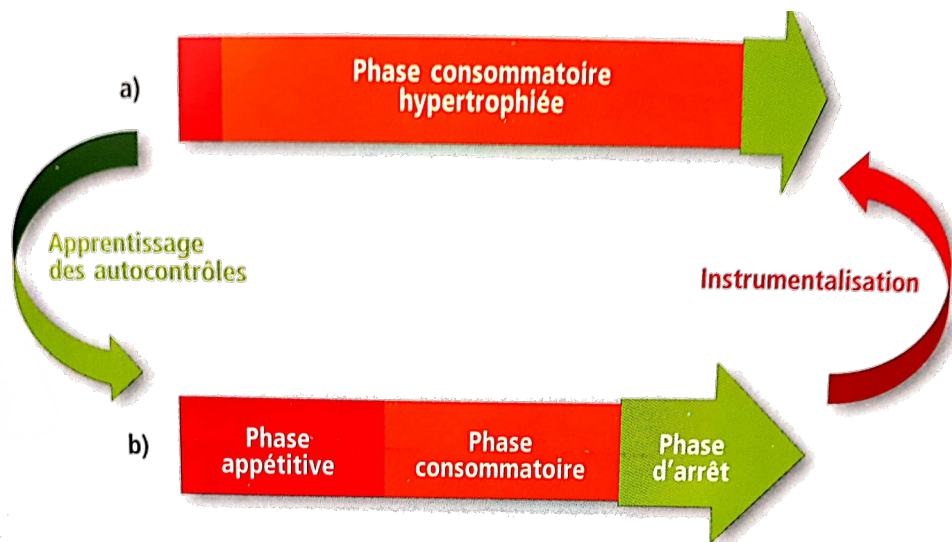 a)
Phase consommatoire
hypertrophiée
Apprentissage
des autocontrôles
Instrumentalisation
b)
Phase
appétitive
Phase
consommatoire
Phase
d'arrêt